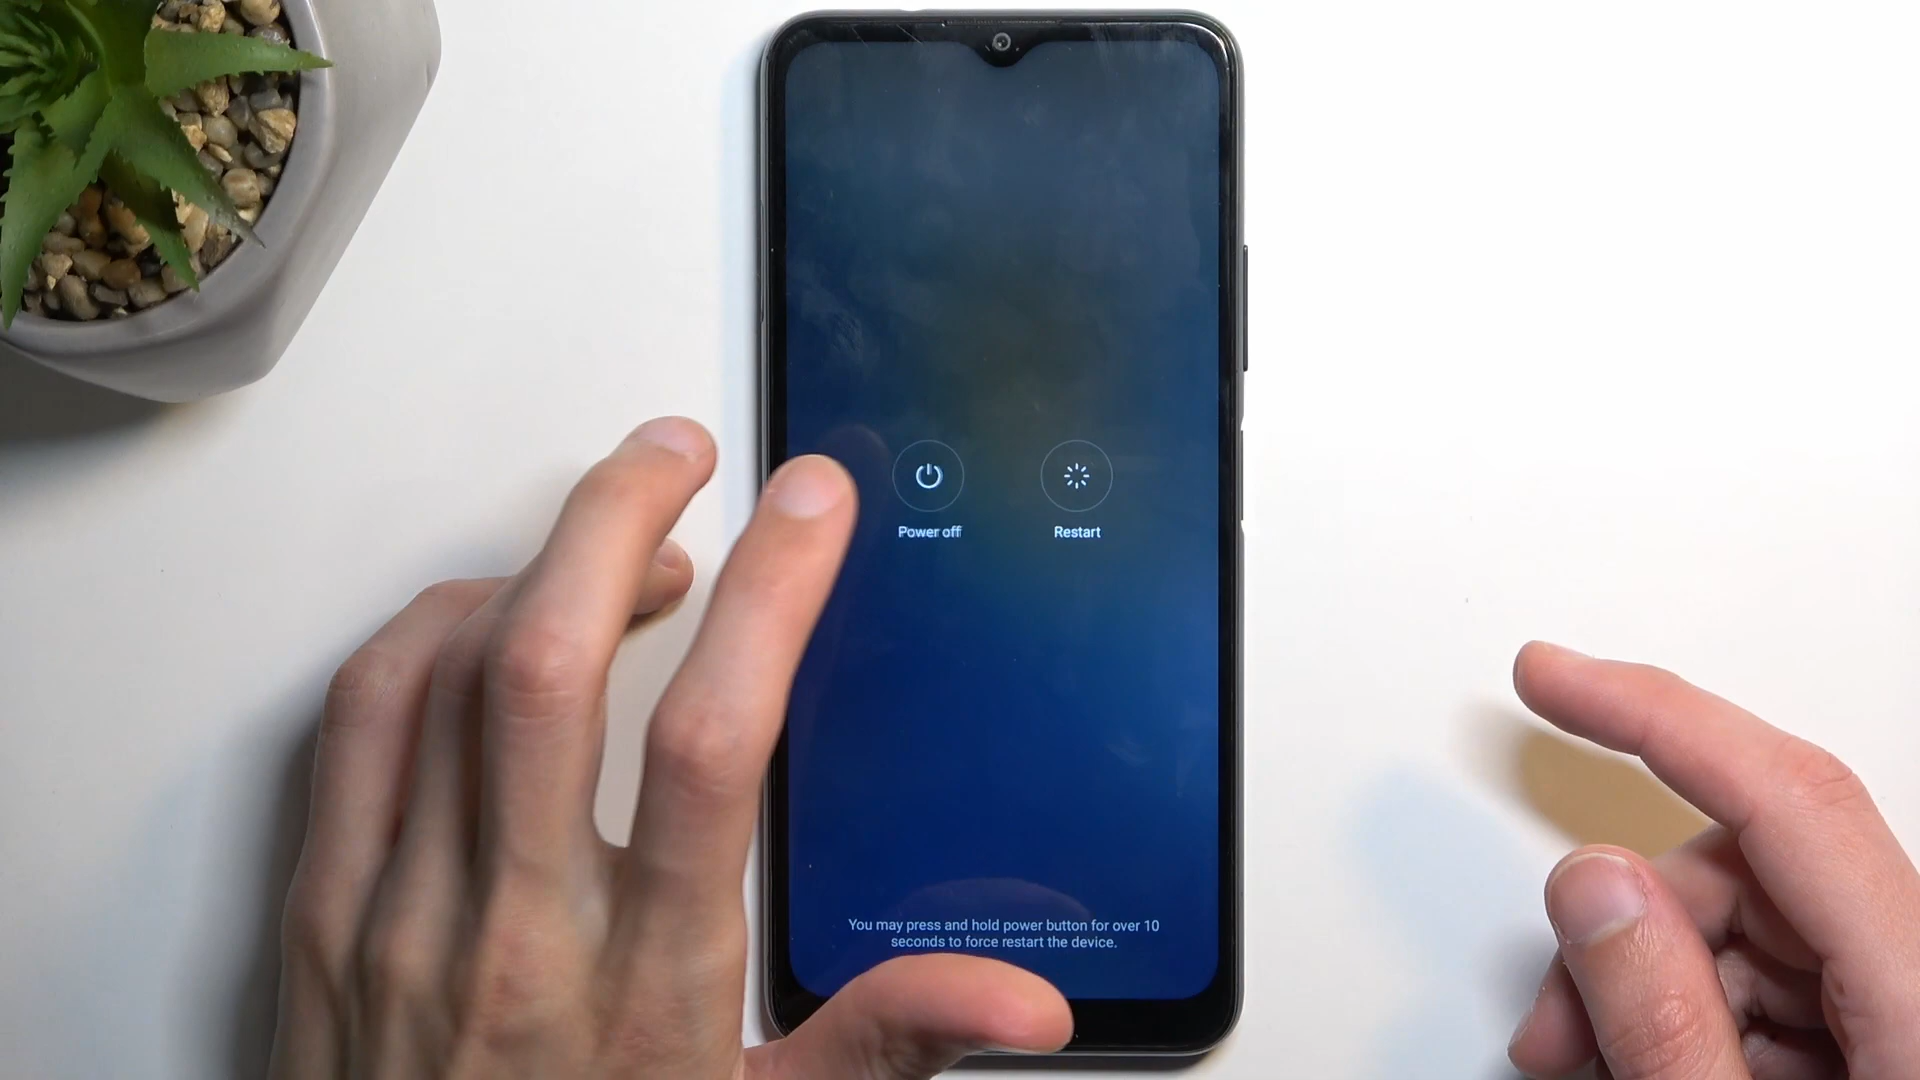 Power off
Restart
You may press and hold power button for over 10
seconds to force restart the device.